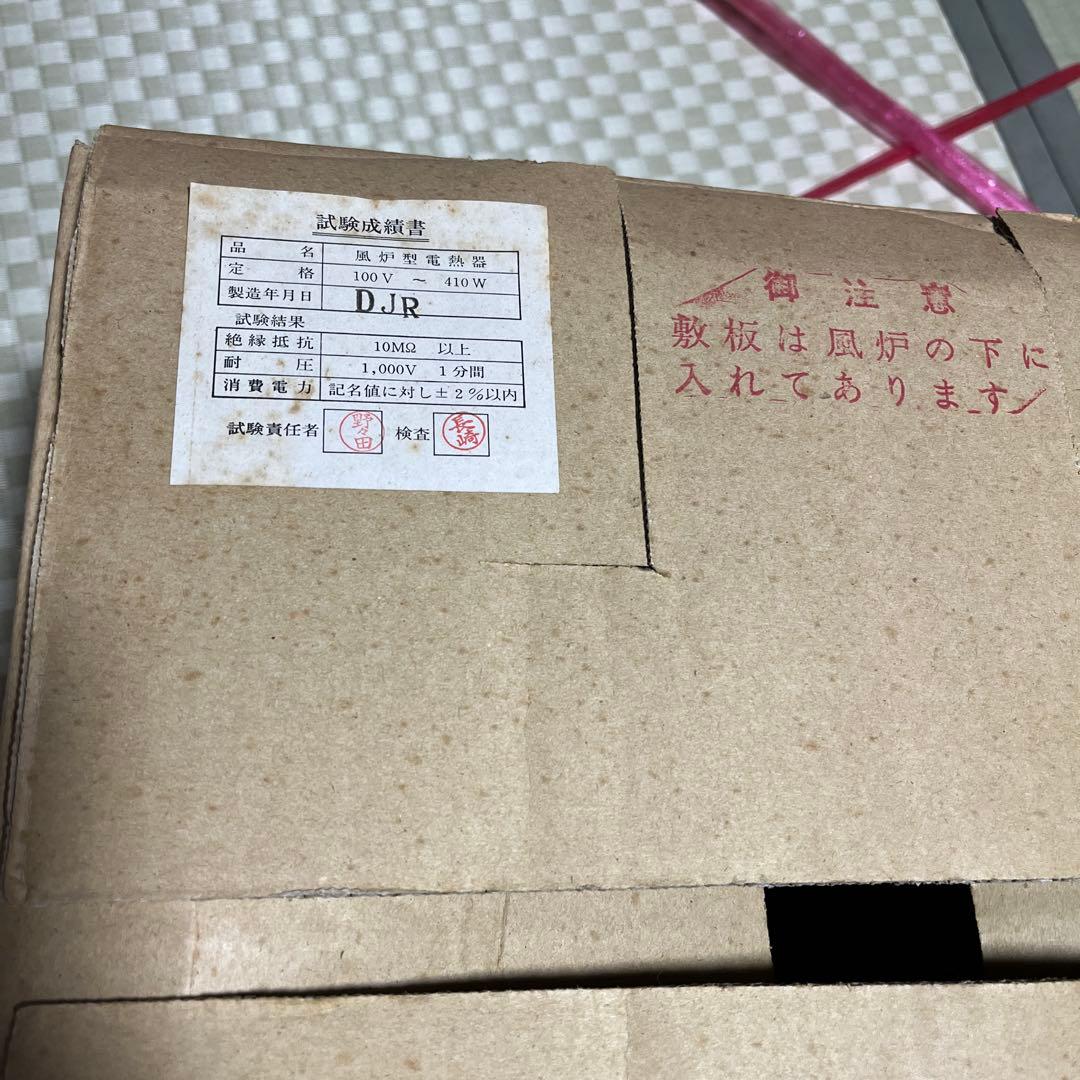 試験成績書
品名 風炉型電熱器
定格 100V ~ 410W
製造年月日 DJR
試験結果
絶縁抵抗 10MΩ 以上
耐圧 1,000V 1分間
消費電力 記名値に対し±2%以内
試験責任者 野々田 検査 長崎
御注意
敷板は風炉の下に
入れてあります